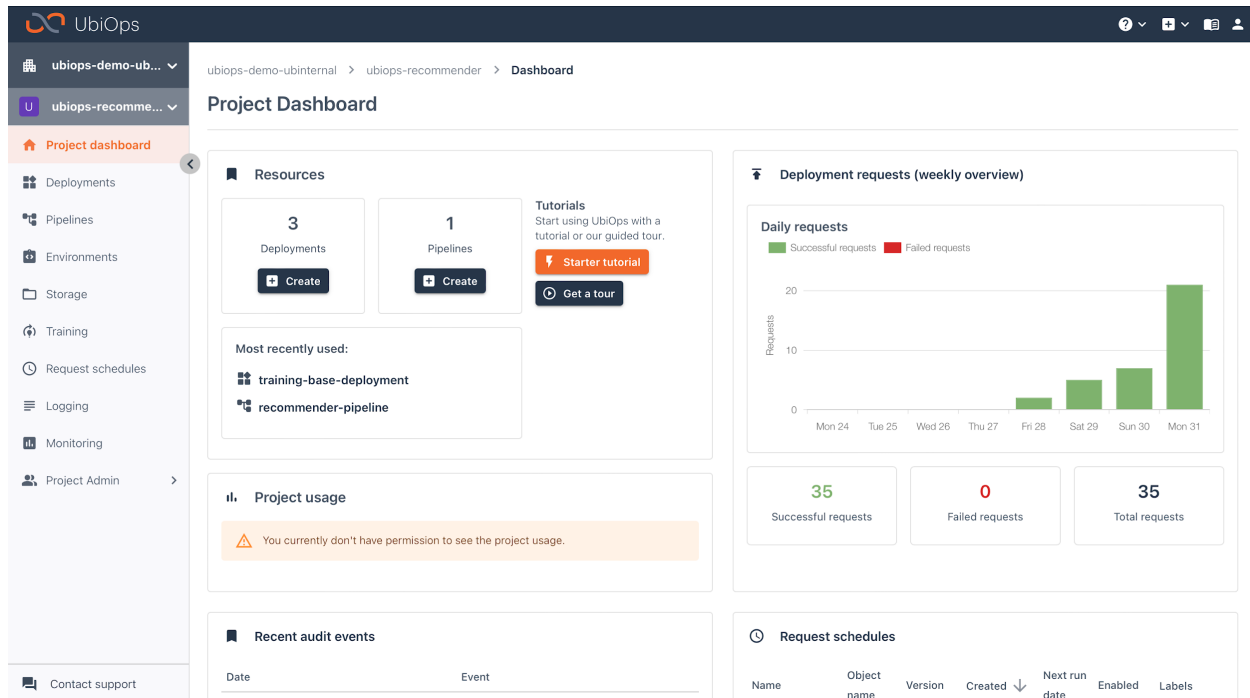 UbiOps
ubiops-demo-ub...
U
ubiops-recomme...
Project dashboard
Deployments
Pipelines
Environments
Storage
Training
Request schedules
Logging
Monitoring
Project Admin
Contact support
ubiops-demo-ubinternal > ubiops-recommender > Dashboard
Project Dashboard
Resources
3
Deployments
Create
1
Pipelines
Create
Tutorials
Start using UbiOps with a
tutorial or our guided tour.
Starter tutorial
Get a tour
Most recently used:
training-base-deployment
recommender-pipeline
Project usage
You currently don't have permission to see the project usage.
Recent audit events
Date Event
Deployment requests (weekly overview)
Daily requests
Successful requests Failed requests
Requests
20
10
0
Mon 24 Tue 25 Wed 26 Thu 27 Fri 28 Sat 29 Sun 30 Mon 31
35
Successful requests
0
Failed requests
35
Total requests
Request schedules
Name
Object
name
Version
Created
Next run
date
Enabled
Labels